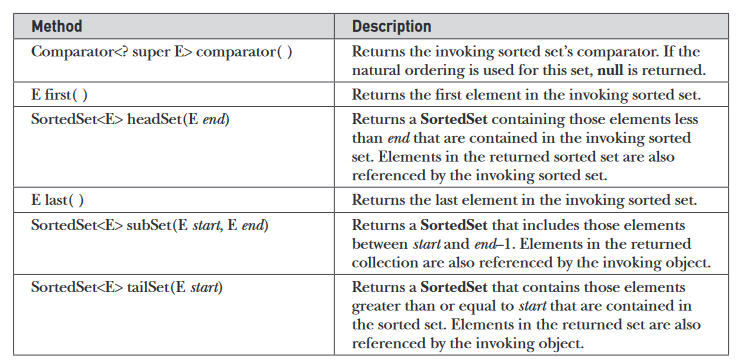 Method Description
Comparator<? super E> comparator( ) Returns the invoking sorted set's comparator. If the
natural ordering is used for this set, null is returned.
E first( ) Returns the first element in the invoking sorted set.
SortedSet<E> headSet(E end) Returns a SortedSet containing those elements less
than end that are contained in the invoking sorted
set. Elements in the returned sorted set are also
referenced by the invoking sorted set.
E last( ) Returns the last element in the invoking sorted set.
SortedSet<E> subSet(E start, E end) Returns a SortedSet that includes those elements
between start and end–1. Elements in the returned
collection are also referenced by the invoking object.
SortedSet<E> tailSet(E start) Returns a SortedSet that contains those elements
greater than or equal to start that are contained in
the sorted set. Elements in the returned set are also
referenced by the invoking object.